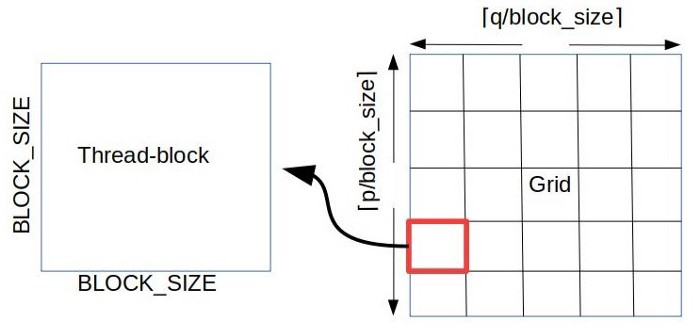 ⌈q/block_size⌉
BLOCK_SIZE
Thread-block
⌈p/block_size⌉
Grid
BLOCK_SIZE